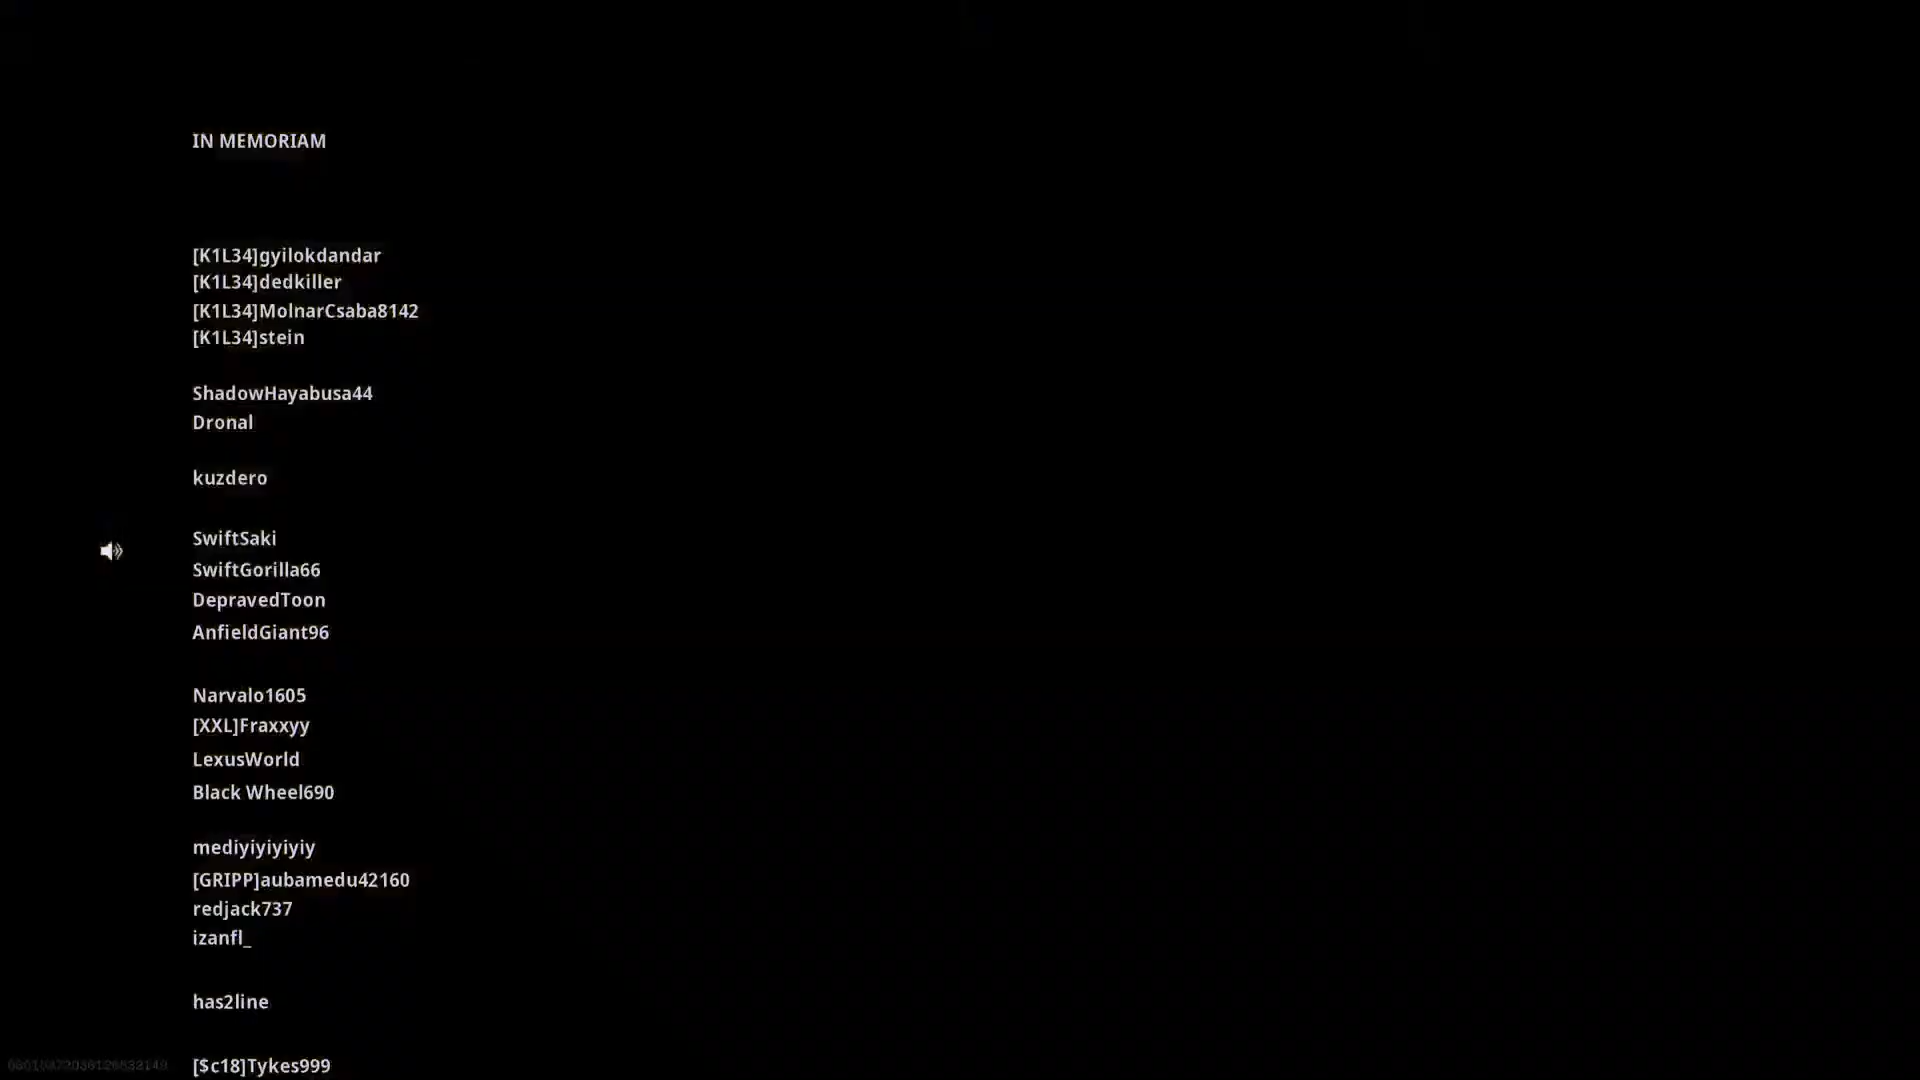 IN MEMORIAM
[K1L34]gyilokdandar
[K1L34]dedkiller
[K1L34]MolnarCsaba8142
[K1L34]stein
ShadowHayabusa44
Dronal
kuzdero
SwiftSaki
SwiftGorilla66
DepravedToon
AnfieldGiant96
Narvalo1605
[XXL]Fraxxyy
LexusWorld
Black Wheel690
mediyiyiyiyiy
[GRIPP]aubamedu42160
redjack737
izanfl_
has2line
[$c18]Tykes999